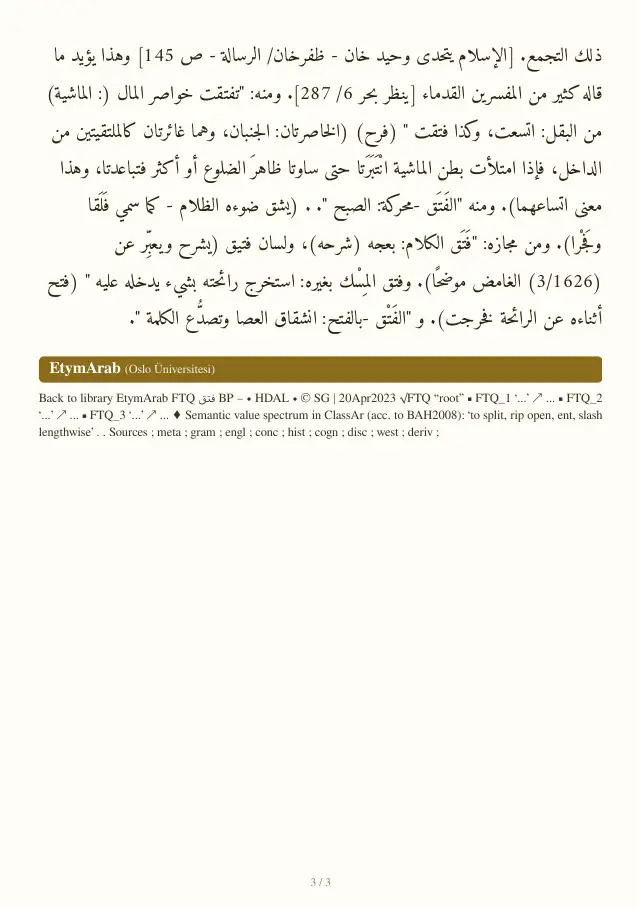 ذلك التجمع. [الإسلام يتحدى وحيد خان - ظفرخان/ الرسالة - ص 145] وهذا يؤيد ما
قاله كثير من المفسرين القدماء [ينظر بحر 6/ 287]. ومنه: "تفتقت خواصر المال (: الماشية)
من البقل: اتسعت، وكذا فتقت " (فرح) (الخاصرتان: الجنبان، وهما غائرتان كالملتقيتين من
الداخل، فإذا امتلأت بطن الماشية انْتَبَرَتا حتى ساوتا ظاهرَ الضلوع أو أكثر فتباعدتا، وهذا
معنى اتساعهما). ومنه "الفَتَق -محركة: الصبح ". . (يشق ضوءه الظلام - كما سمي فَلَقا
وفَجْرا). ومن مجازه: "فَتَق الكلام: بعجه (شرحه)، ولسان فتيق (يشرح ويعبِّر عن
(3/1626) الغامض موضحًا). وفتق المِسْك بغيره: استخرج رائحته بشيء يدخله عليه " (فتح
أثناءه عن الرائحة فخرجت). و "الفَتْق -بالفتح: انشقاق العصا وتصدُّع الكلمة ".
EtymArab (Oslo Üniversitesi)
Back to library EtymArab FTQ فتق BP – • HDAL • © SG | 20Apr2023 √FTQ “root” ▪ FTQ_1 ‘...’ ↗ ... ▪ FTQ_2
‘...’ ↗ ... ▪ FTQ_3 ‘...’ ↗ ... ♦ Semantic value spectrum in ClassAr (acc. to BAH2008): ‘to split, rip open, ent, slash
lengthwise’ . . Sources ; meta ; gram ; engl ; conc ; hist ; cogn ; disc ; west ; deriv ;
3 / 3